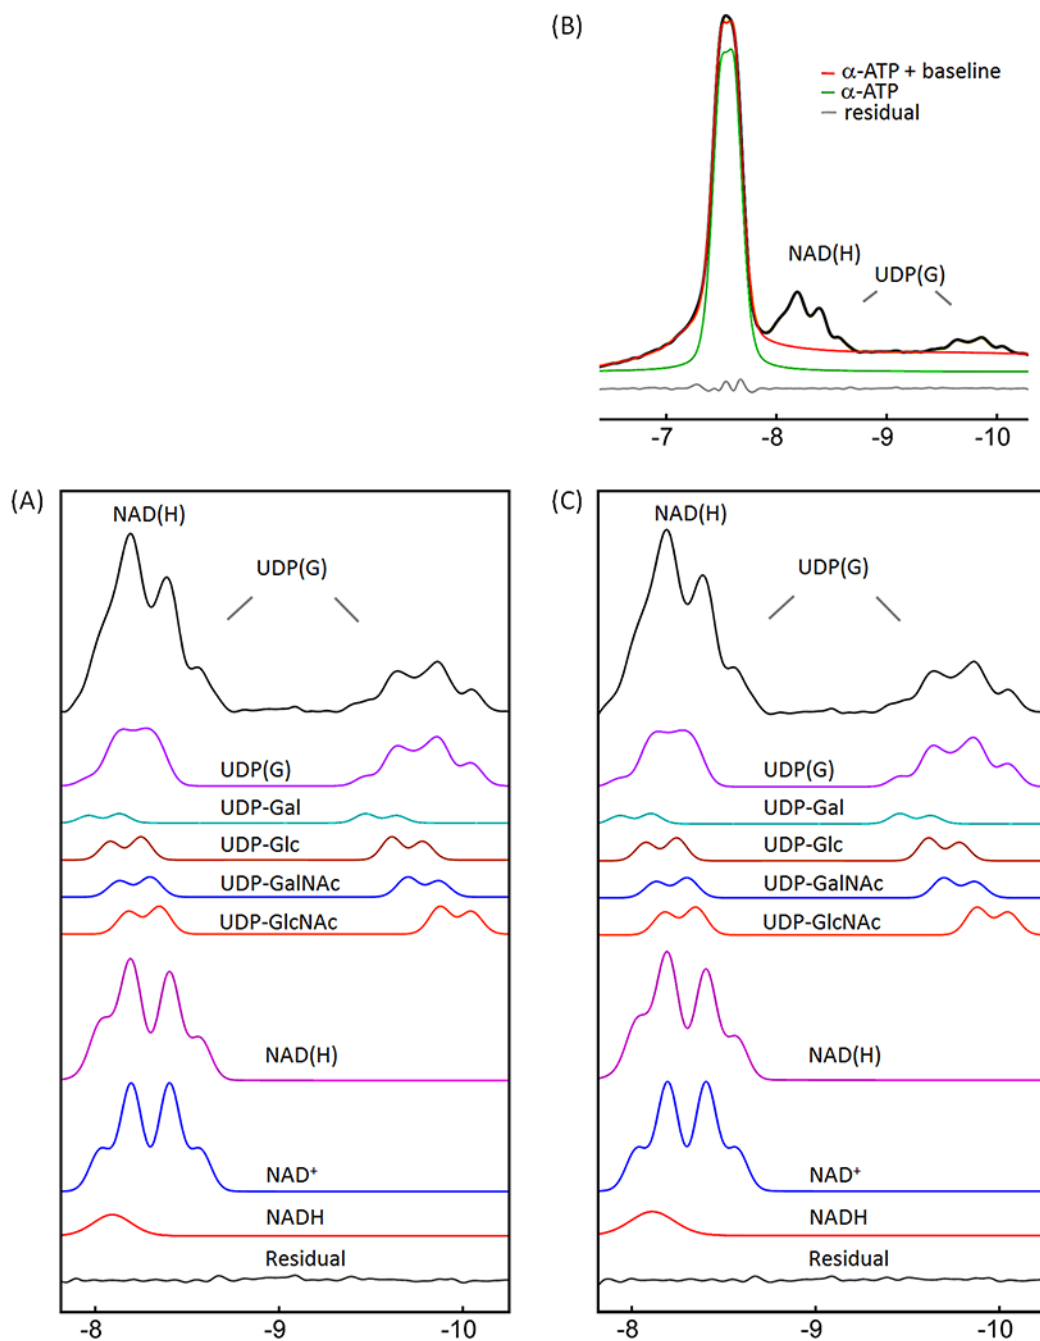 (B)
α-ATP + baseline
α-ATP
residual
NAD(H)
UDP(G)
-7 -8 -9 -10
(A)
NAD(H)
UDP(G)
UDP(G)
UDP-Gal
UDP-Glc
UDP-GalNAc
UDP-GlcNAc
NAD(H)
NAD⁺
NADH
Residual
-8 -9 -10
(C)
NAD(H)
UDP(G)
UDP(G)
UDP-Gal
UDP-Glc
UDP-GalNAc
UDP-GlcNAc
NAD(H)
NAD⁺
NADH
Residual
-8 -9 -10